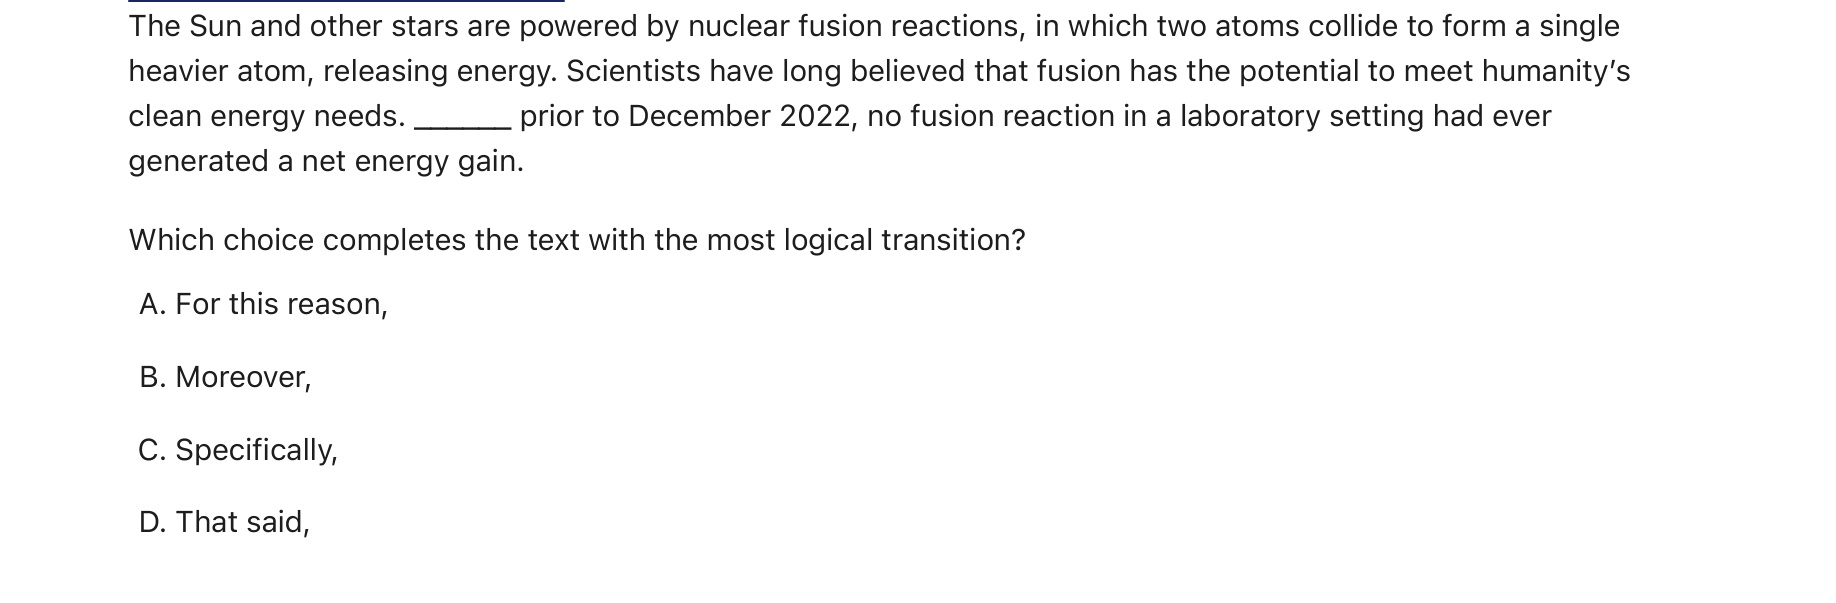 The Sun and other stars are powered by nuclear fusion reactions, in which two atoms collide to form a single
heavier atom, releasing energy. Scientists have long believed that fusion has the potential to meet humanity’s
clean energy needs. ______ prior to December 2022, no fusion reaction in a laboratory setting had ever
generated a net energy gain.
Which choice completes the text with the most logical transition?
A. For this reason,
B. Moreover,
C. Specifically,
D. That said,